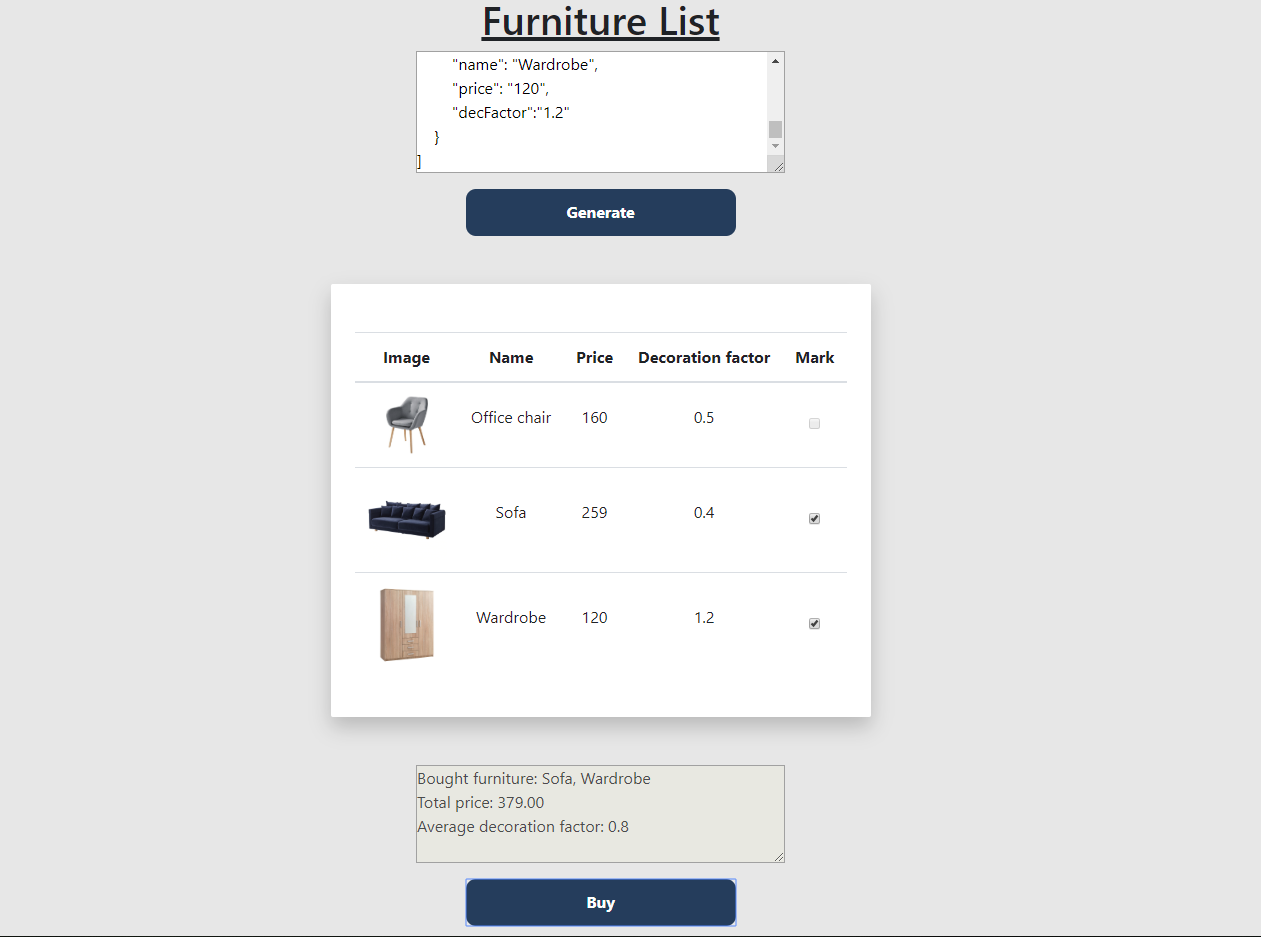 Furniture List
"name": "Wardrobe",
"price": "120",
"decFactor":"1.2"
}
]
Generate
Image Name Price Decoration factor Mark
Office chair 160 0.5
Sofa 259 0.4
Wardrobe 120 1.2
Bought furniture: Sofa, Wardrobe
Total price: 379.00
Average decoration factor: 0.8
Buy